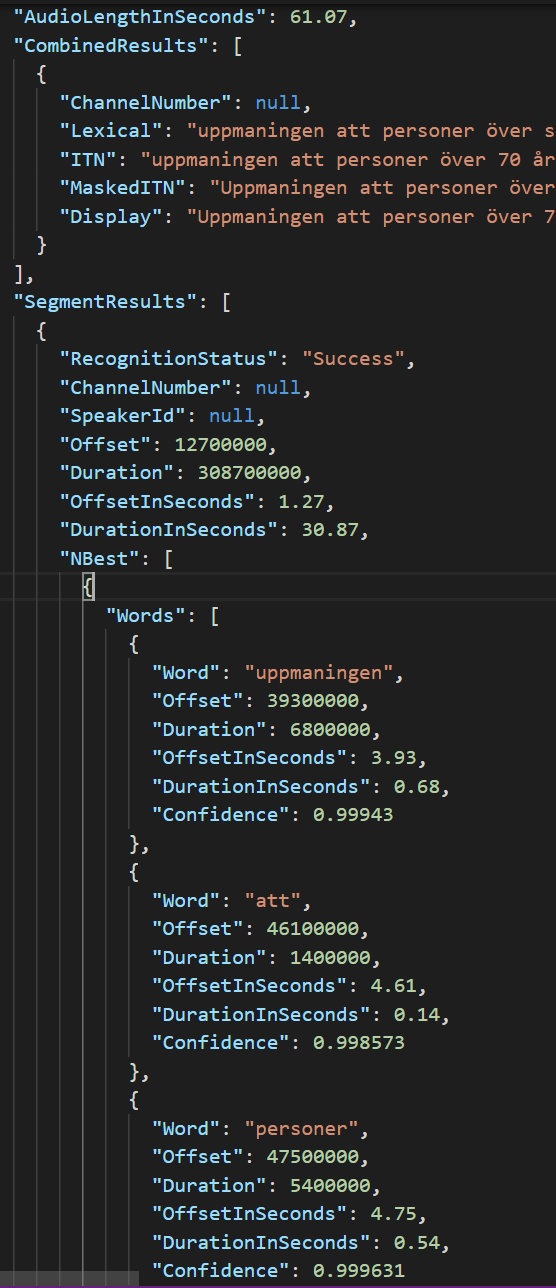 "AudioLengthInSeconds": 61.07,
"CombinedResults": [
{
"ChannelNumber": null,
"Lexical": "uppmaningen att personer över s
"ITN": "uppmaningen att personer över 70 år
"MaskedITN": "Uppmaningen att personer över
"Display": "Uppmaningen att personer över 7
}
],
"SegmentResults": [
{
"RecognitionStatus": "Success",
"ChannelNumber": null,
"SpeakerId": null,
"Offset": 12700000,
"Duration": 308700000,
"OffsetInSeconds": 1.27,
"DurationInSeconds": 30.87,
"NBest": [
{
"Words": [
{
"Word": "uppmaningen",
"Offset": 39300000,
"Duration": 6800000,
"OffsetInSeconds": 3.93,
"DurationInSeconds": 0.68,
"Confidence": 0.99943
},
{
"Word": "att",
"Offset": 46100000,
"Duration": 1400000,
"OffsetInSeconds": 4.61,
"DurationInSeconds": 0.14,
"Confidence": 0.998573
},
{
"Word": "personer",
"Offset": 47500000,
"Duration": 5400000,
"OffsetInSeconds": 4.75,
"DurationInSeconds": 0.54,
"Confidence": 0.999631